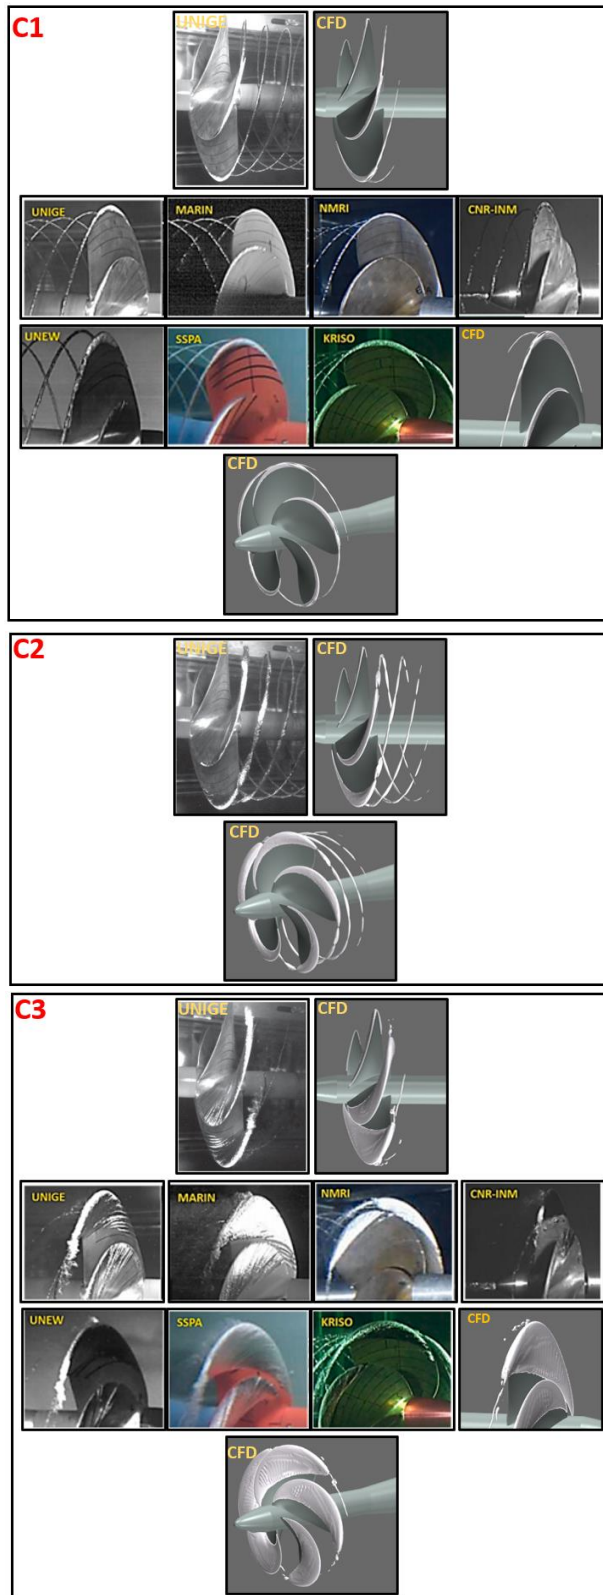 C1
UNIGE
CFD
UNIGE
MARIN
NMRI
CNR-INM
UNEW
SSPA
KRISO
CFD
CFD
C2
UNIGE
CFD
CFD
C3
UNIGE
CFD
UNIGE
MARIN
NMRI
CNR-INM
UNEW
SSPA
KRISO
CFD
CFD